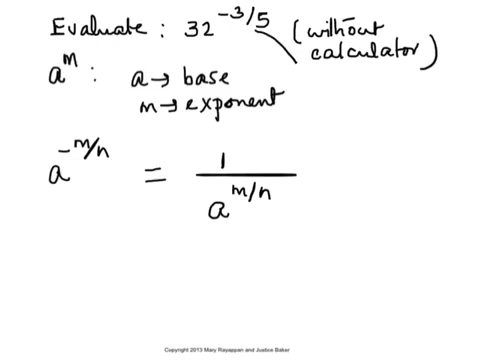 Evaluate : 32^{-3/5} (without calculator)
a^m : a → base
m → exponent
a^{-m/n} = 1 / a^{m/n}
Copyright 2013 Mary Rayappan and Justice Baker